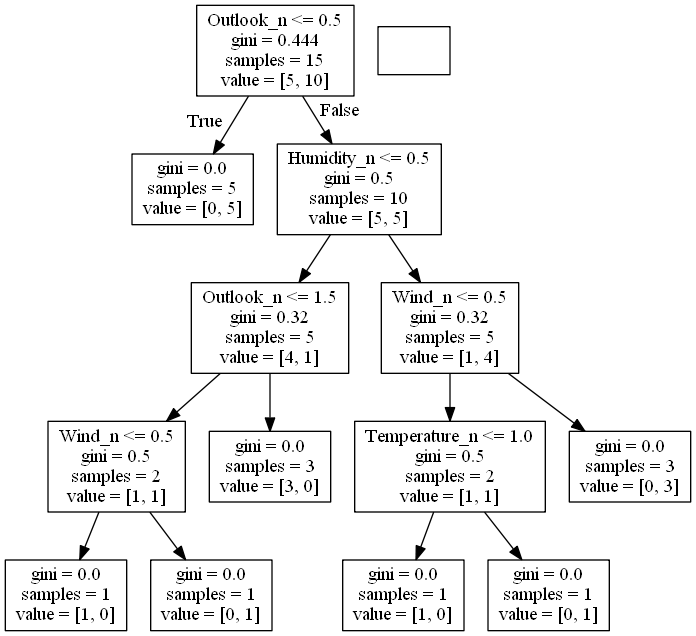 Outlook_n <= 0.5
gini = 0.444
samples = 15
value = [5, 10]
True
False
gini = 0.0
samples = 5
value = [0, 5]
Humidity_n <= 0.5
gini = 0.5
samples = 10
value = [5, 5]
Outlook_n <= 1.5
gini = 0.32
samples = 5
value = [4, 1]
Wind_n <= 0.5
gini = 0.32
samples = 5
value = [1, 4]
Wind_n <= 0.5
gini = 0.5
samples = 2
value = [1, 1]
gini = 0.0
samples = 3
value = [3, 0]
Temperature_n <= 1.0
gini = 0.5
samples = 2
value = [1, 1]
gini = 0.0
samples = 3
value = [0, 3]
gini = 0.0
samples = 1
value = [1, 0]
gini = 0.0
samples = 1
value = [0, 1]
gini = 0.0
samples = 1
value = [1, 0]
gini = 0.0
samples = 1
value = [0, 1]